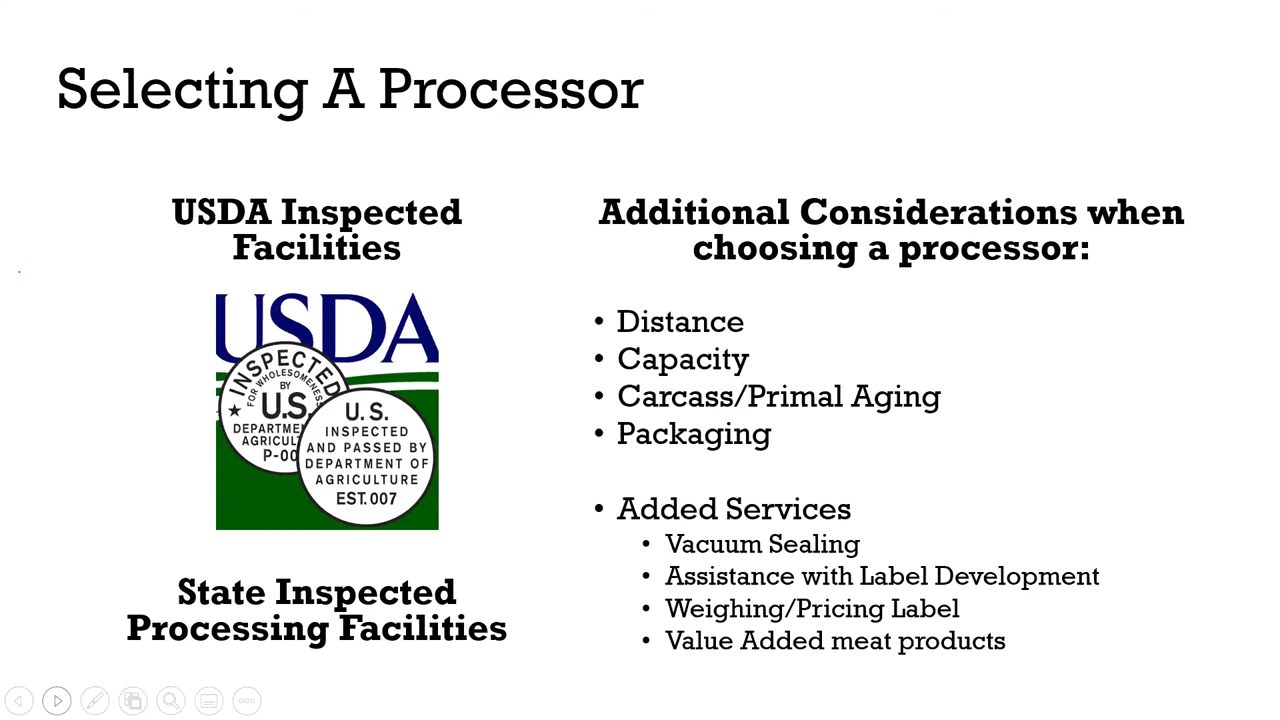 Selecting A Processor
USDA Inspected
Facilities
USDA
INSPECTED
FOR WHOLESOMENESS
BY
U.S.
P-00
U. S.
INSPECTED
AND PASSED BY
DEPARTMENT OF
AGRICULTURE
EST. 007
State Inspected
Processing Facilities
Additional Considerations when
choosing a processor:
• Distance
• Capacity
• Carcass/Primal Aging
• Packaging
• Added Services
• Vacuum Sealing
• Assistance with Label Development
• Weighing/Pricing Label
• Value Added meat products